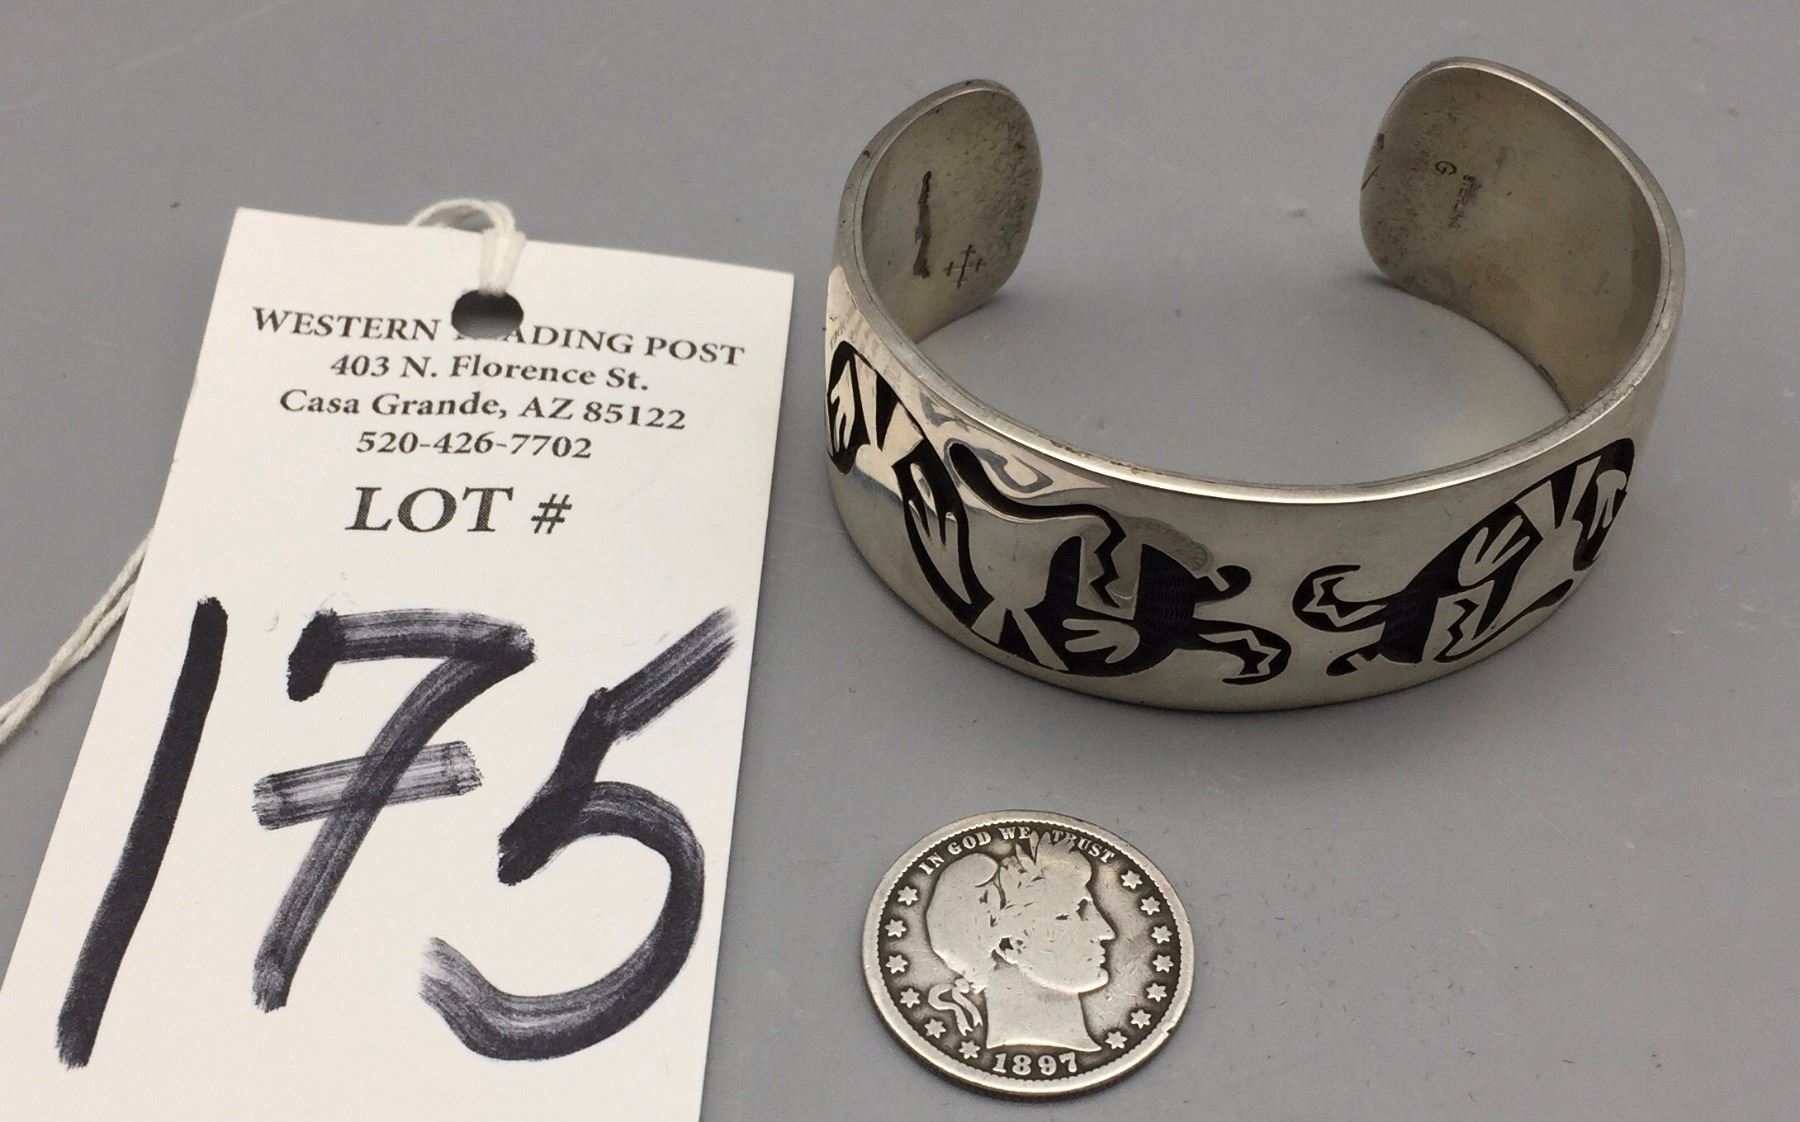 WESTERN ADING POST
403 N. Florence St.
Casa Grande, AZ 85122
520-426-7702
LOT #
175
G
STERLING
IN GOD WE TRUST
1897